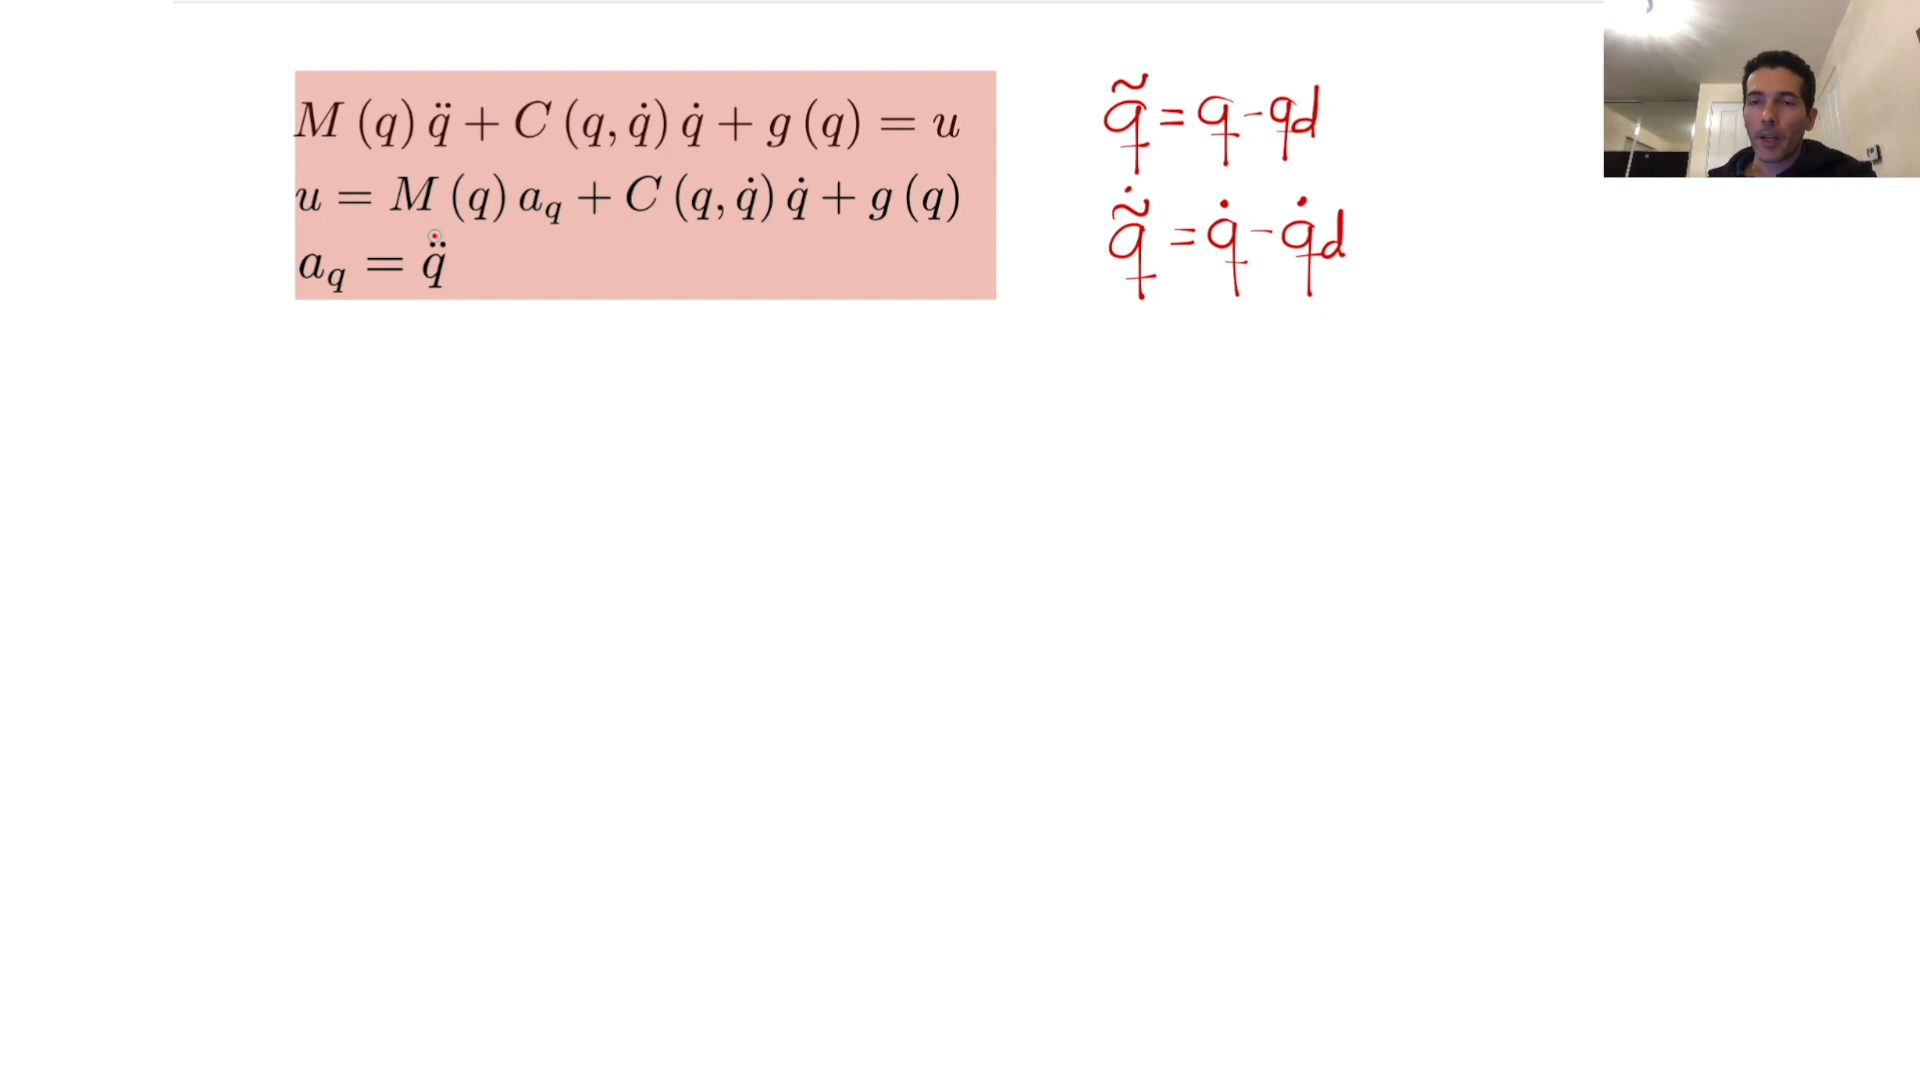 M (q) q̈ + C (q, q̇) q̇ + g (q) = u
u = M (q) a_q + C (q, q̇) q̇ + g (q)
a_q = q̈
q̃ = q - qd
q̃̇ = q̇ - q̇d